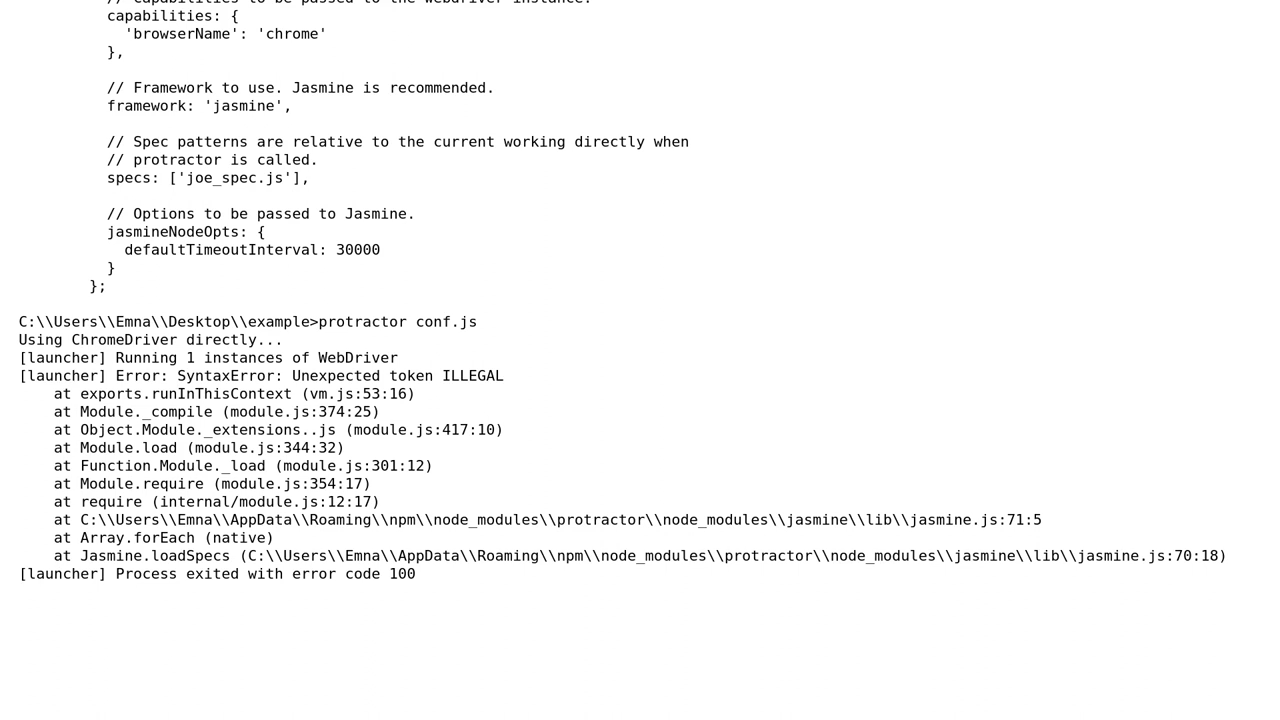 // Capabilities to be passed to the webdriver instance.
capabilities: {
'browserName': 'chrome'
},
// Framework to use. Jasmine is recommended.
framework: 'jasmine',
// Spec patterns are relative to the current working directly when
// protractor is called.
specs: ['joe_spec.js'],
// Options to be passed to Jasmine.
jasmineNodeOpts: {
defaultTimeoutInterval: 30000
}
};
C:\\Users\\Emna\\Desktop\\example>protractor conf.js
Using ChromeDriver directly...
[launcher] Running 1 instances of WebDriver
[launcher] Error: SyntaxError: Unexpected token ILLEGAL
at exports.runInThisContext (vm.js:53:16)
at Module._compile (module.js:374:25)
at Object.Module._extensions..js (module.js:417:10)
at Module.load (module.js:344:32)
at Function.Module._load (module.js:301:12)
at Module.require (module.js:354:17)
at require (internal/module.js:12:17)
at C:\\Users\\Emna\\AppData\\Roaming\\npm\\node_modules\\protractor\\node_modules\\jasmine\\lib\\jasmine.js:71:5
at Array.forEach (native)
at Jasmine.loadSpecs (C:\\Users\\Emna\\AppData\\Roaming\\npm\\node_modules\\protractor\\node_modules\\jasmine\\lib\\jasmine.js:70:18)
[launcher] Process exited with error code 100